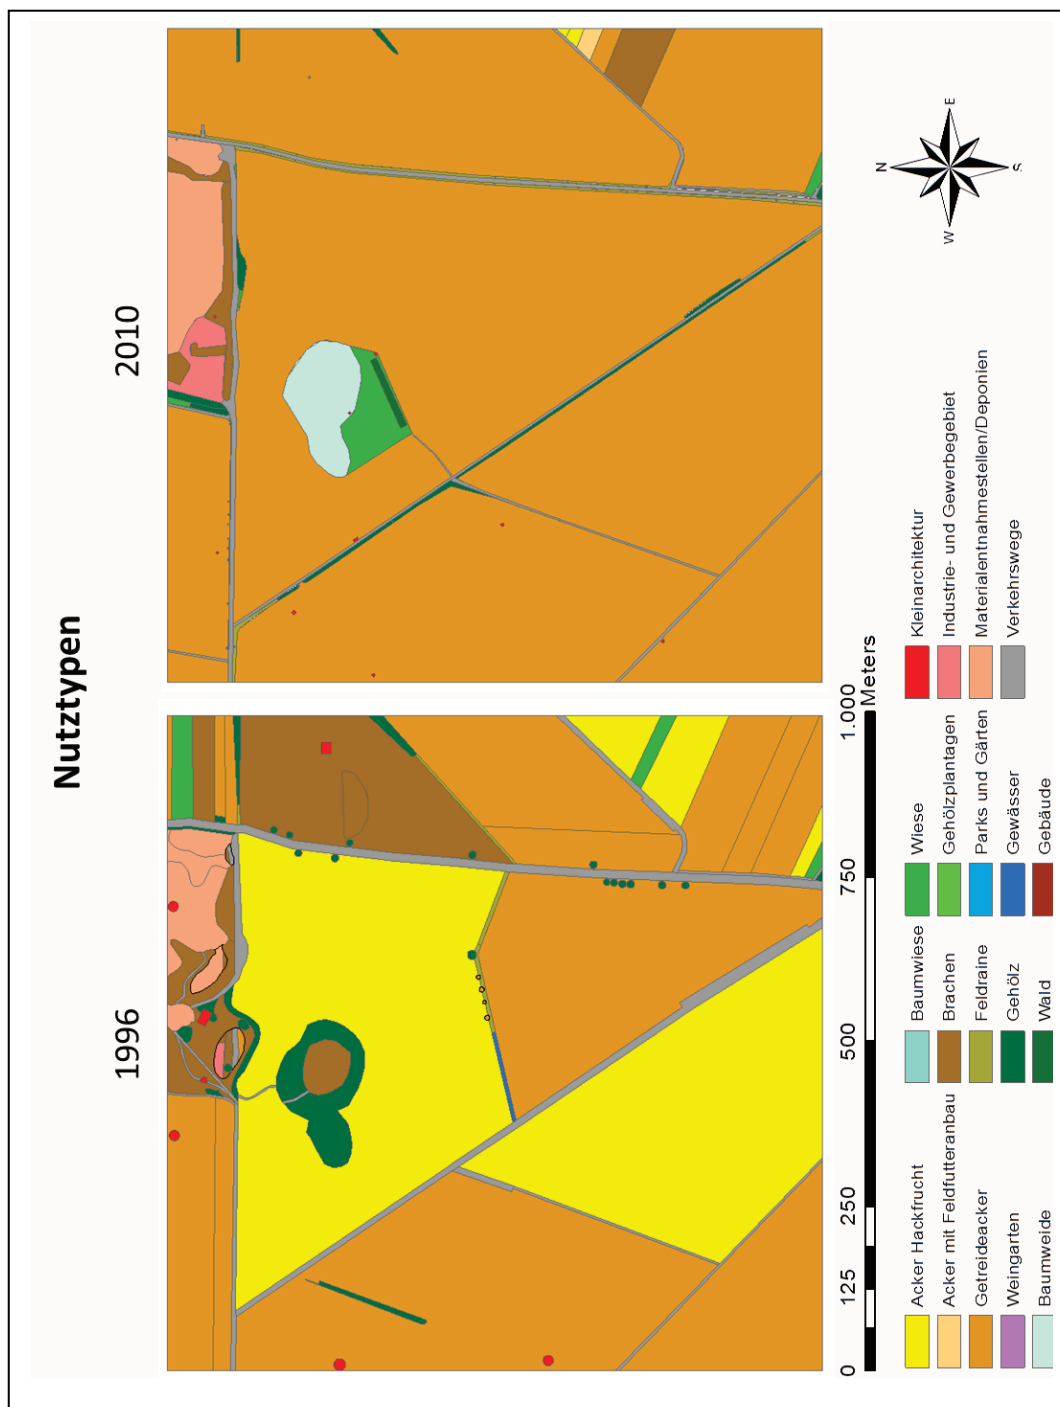 Nutztypen
1996
2010
0 125 250 500 750 1.000
Meters
N
W
E
S
Acker Hackfrucht
Acker mit Feldfutteranbau
Getreideacker
Weingarten
Baumweide
Baumwiese
Brachen
Feldraine
Gehölz
Wald
Wiese
Gehölzplantagen
Parks und Gärten
Gewässer
Gebäude
Kleinarchitektur
Industrie- und Gewerbegebiet
Materialentnahmestellen/Deponien
Verkehrswege